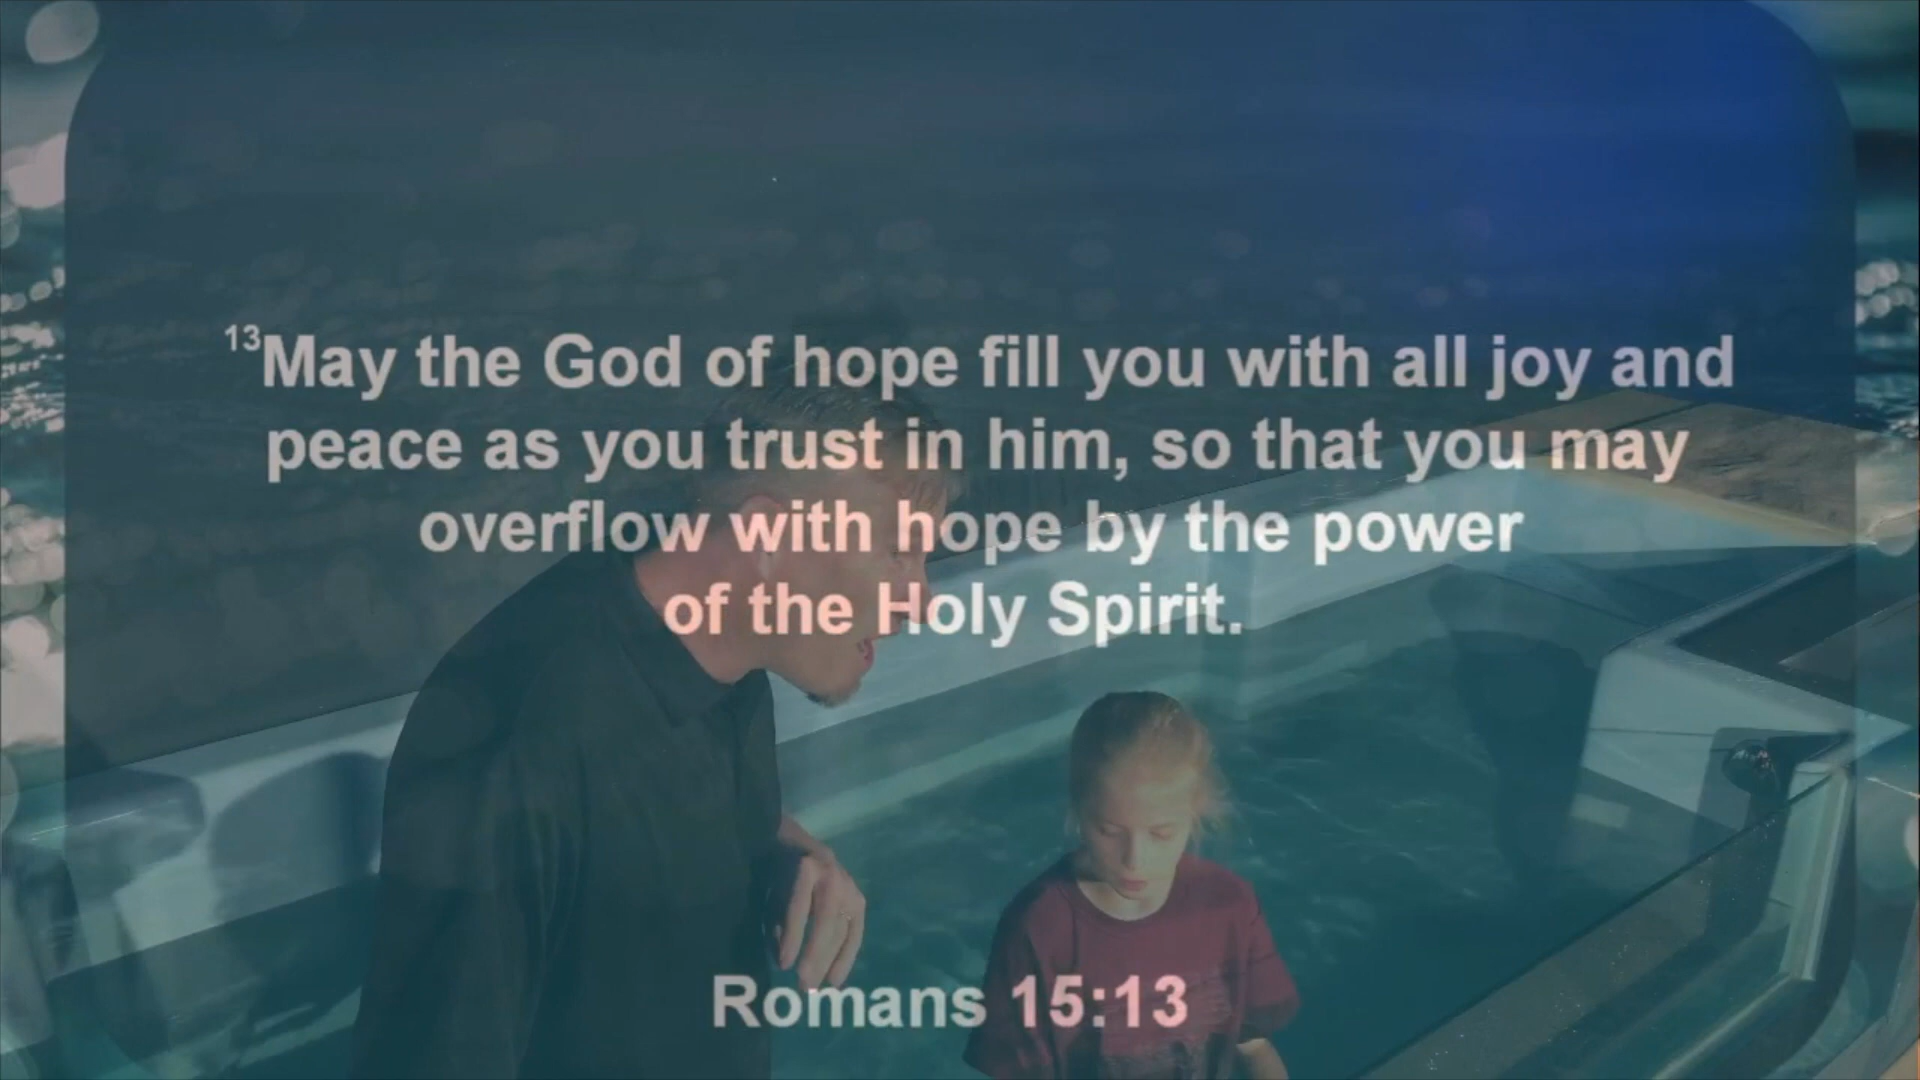 13May the God of hope fill you with all joy and
peace as you trust in him, so that you may
overflow with hope by the power
of the Holy Spirit.
Romans 15:13